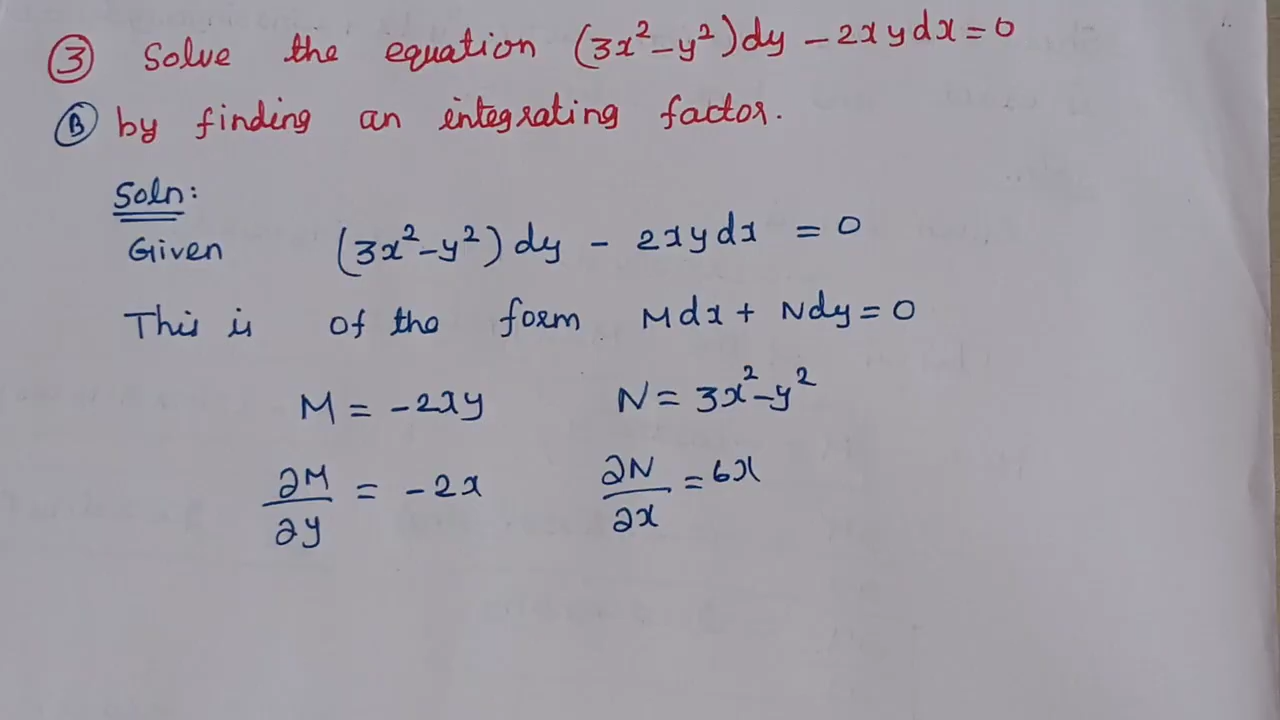 ③ Solve the equation (3x²-y²)dy - 2xydx = 0
Ⓑ by finding an integrating factor.
Soln:
Given (3x²-y²)dy - 2xydx = 0
This is of the form Mdx + Ndy = 0
M = -2xy N = 3x²-y²
∂M/∂y = -2x ∂N/∂x = 6x